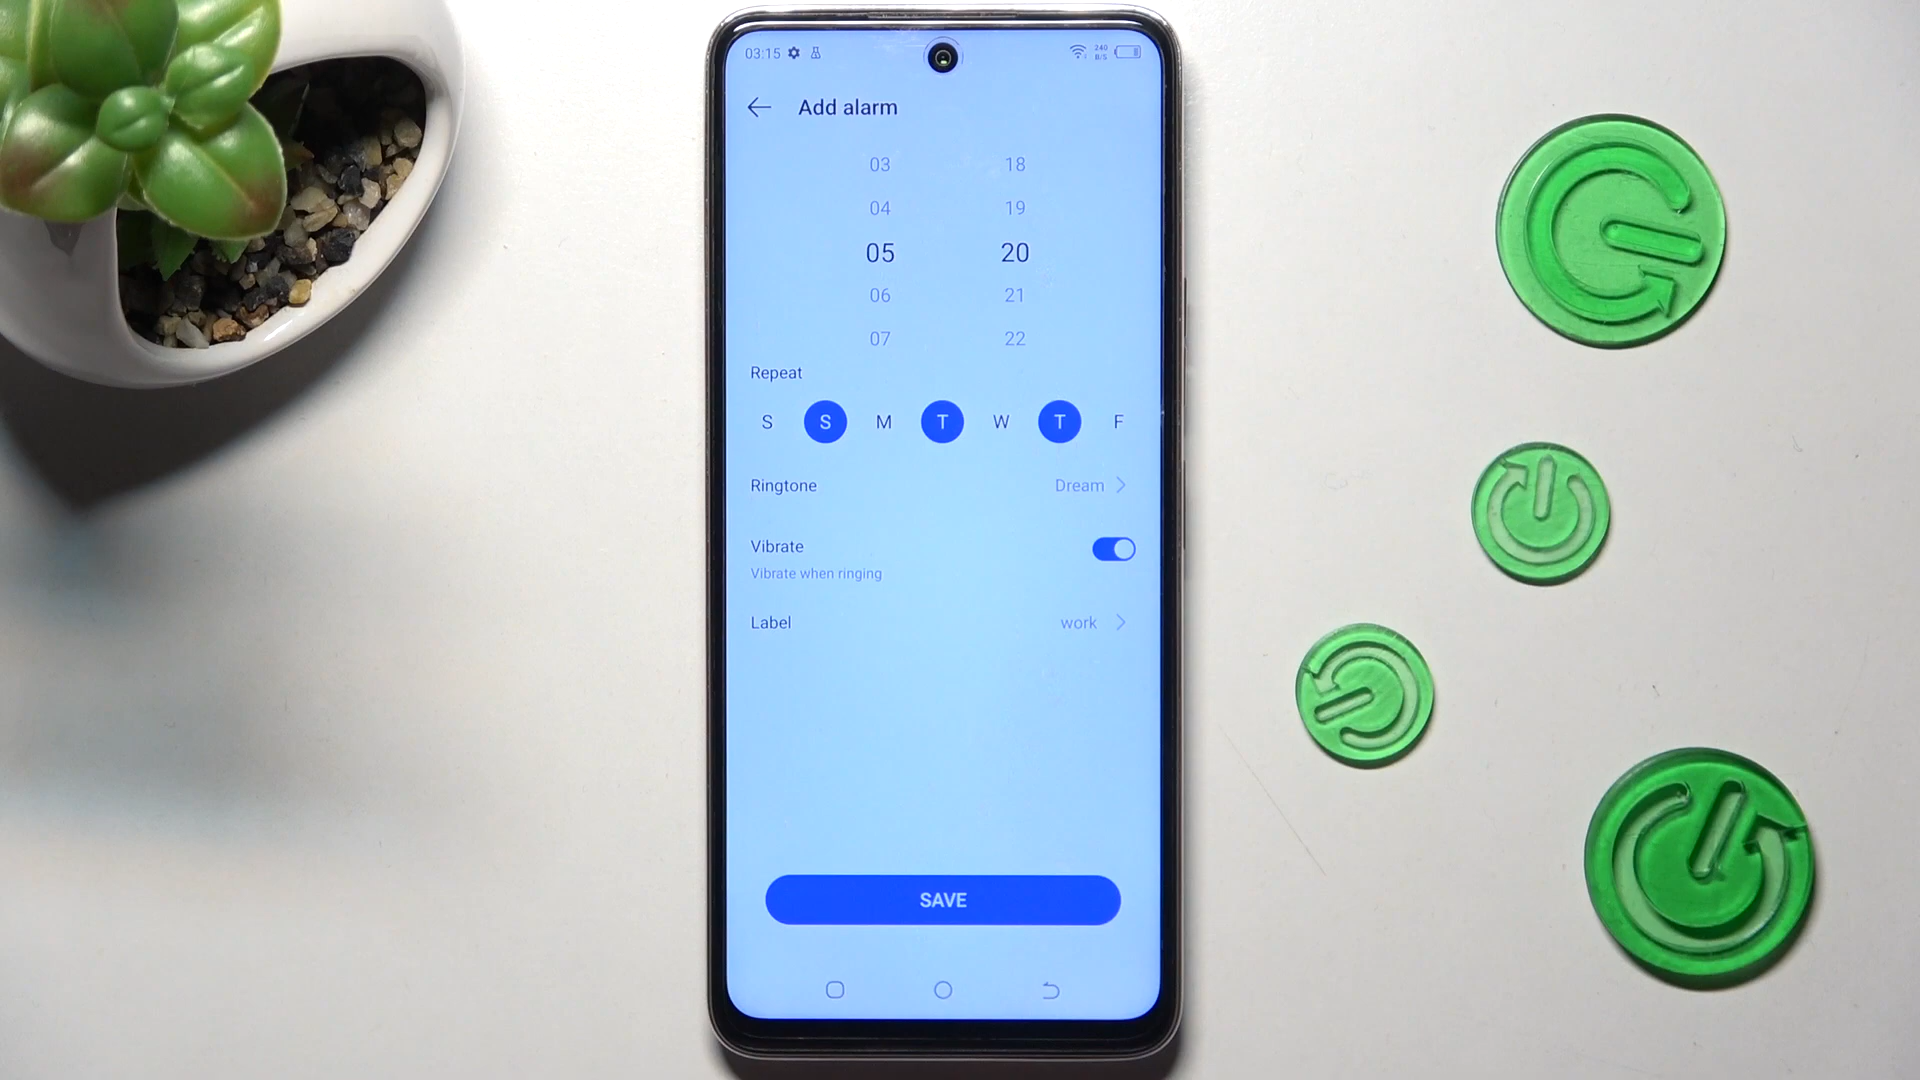 03:15 240 B/S
Add alarm
03 18
04 19
05 20
06 21
07 22
Repeat
S S M T W T F
Ringtone Dream
Vibrate
Vibrate when ringing
Label work
SAVE